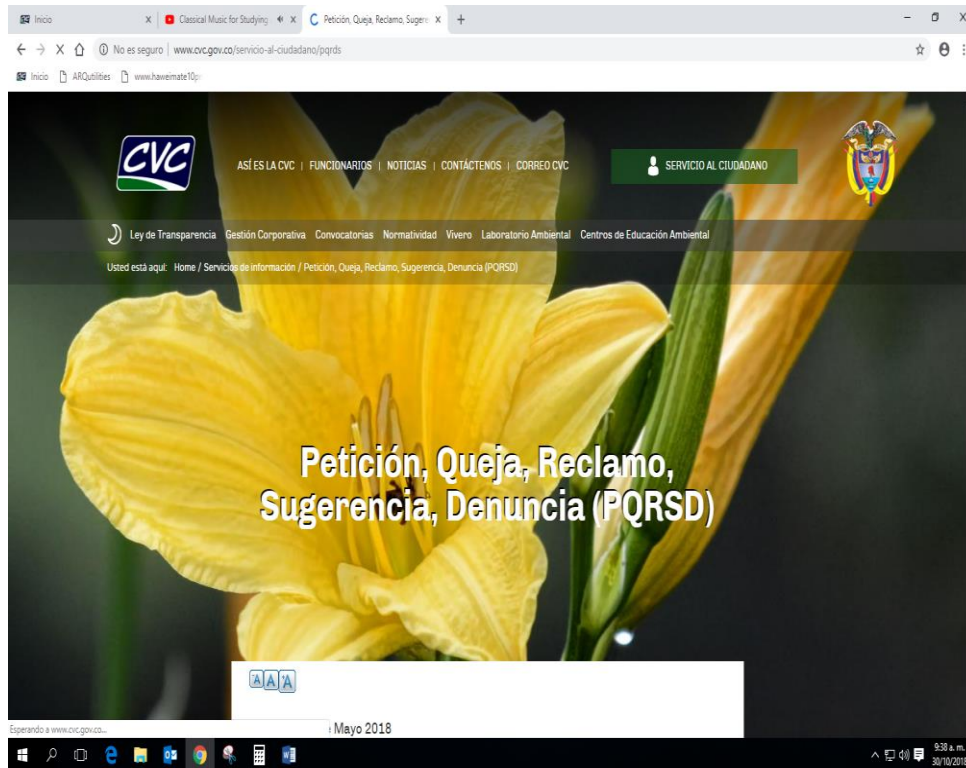 Inicio
Classical Music for Studying
Petición, Queja, Reclamo, Sugere
No es seguro | www.cvc.gov.co/servicio-al-ciudadano/pqrds
Inicio ARQutilities www.haweimate10p
CVC
ASÍ ES LA CVC | FUNCIONARIOS | NOTICIAS | CONTÁCTENOS | CORREO CVC
SERVICIO AL CIUDADANO
Ley de Transparencia Gestión Corporativa Convocatorias Normatividad Vivero Laboratorio Ambiental Centros de Educación Ambiental
Usted está aquí: Home / Servicios de información / Petición, Queja, Reclamo, Sugerencia, Denuncia (PQRSD)
Petición, Queja, Reclamo,
Sugerencia, Denuncia (PQRSD)
A A A
Mayo 2018
Esperando a www.cvc.gov.co...
9:38 a. m.
30/10/2018